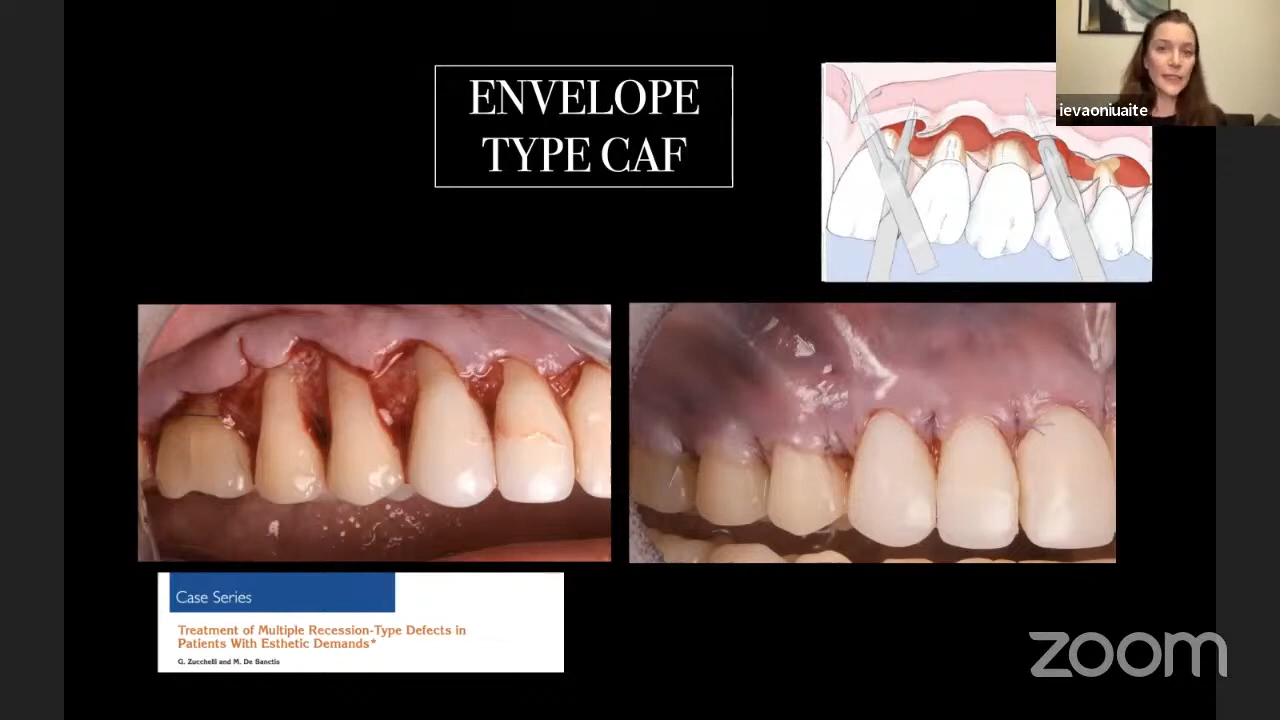 ENVELOPE
TYPE CAF
ievaoniuaite
Case Series
Treatment of Multiple Recession-Type Defects in
Patients With Esthetic Demands*
G. Zucchelli and M. De Sanctis
zoom